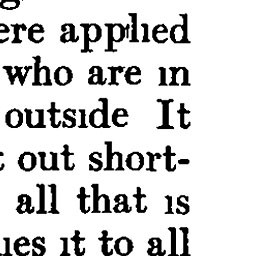 ere applied
who are in
outside It
out short-
all that is
ies it to all